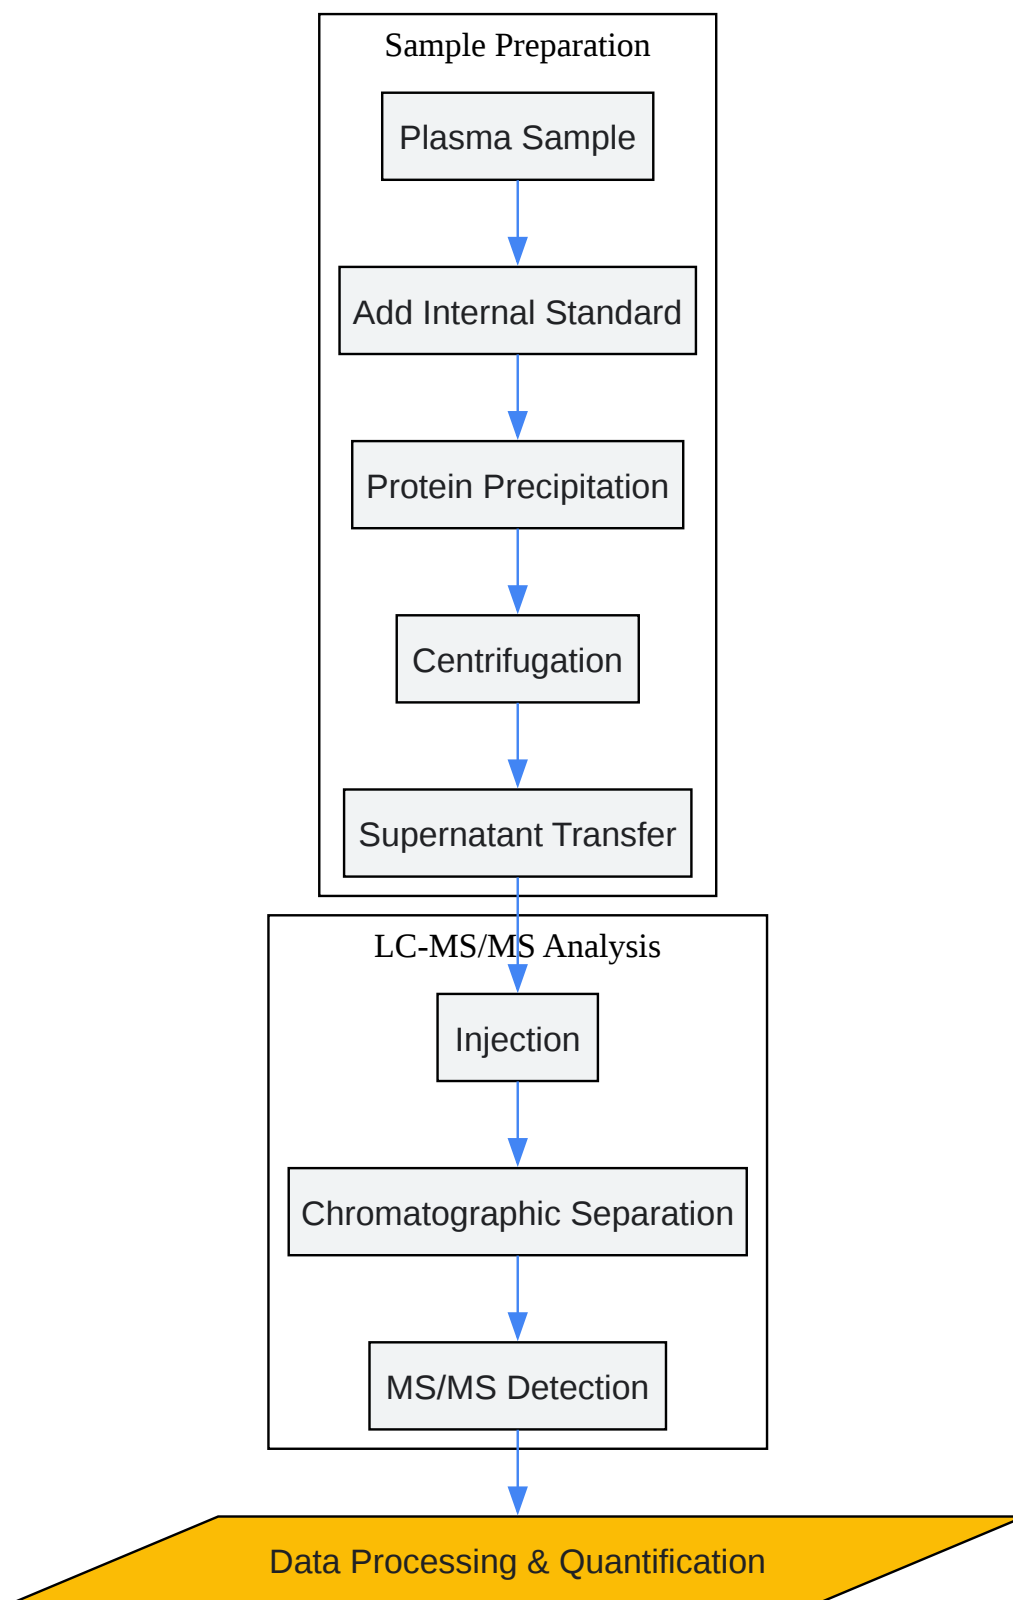 Sample Preparation
Plasma Sample
Add Internal Standard
Protein Precipitation
Centrifugation
Supernatant Transfer
LC-MS/MS Analysis
Injection
Chromatographic Separation
MS/MS Detection
Data Processing & Quantification